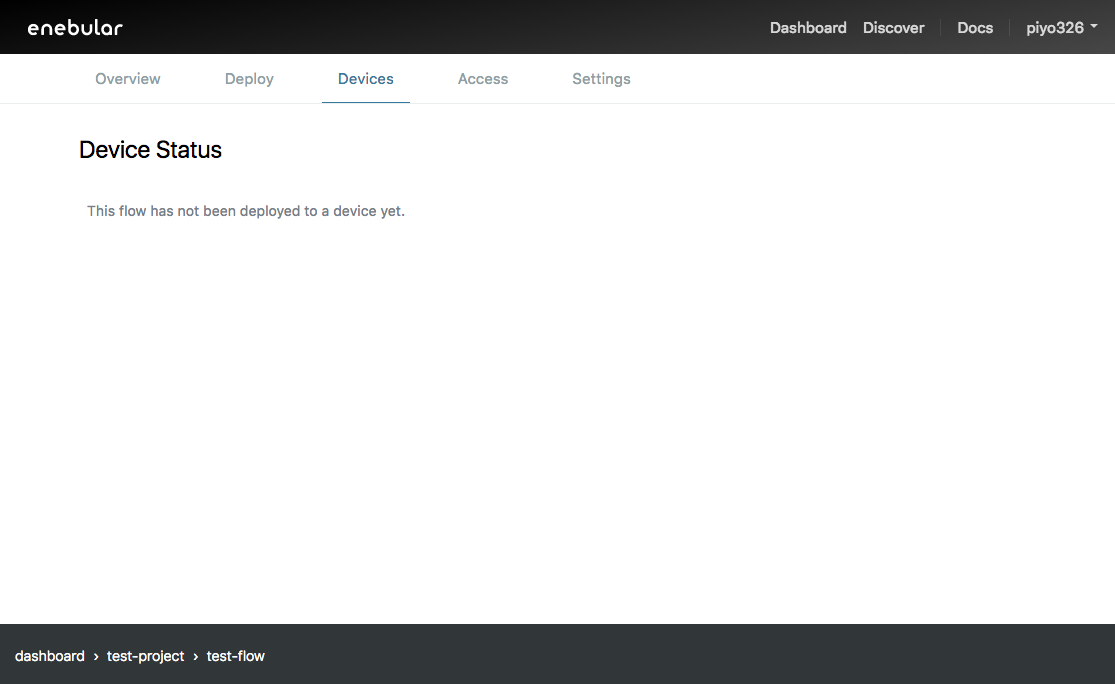 enebular Dashboard Discover Docs piyo326
Overview Deploy Devices Access Settings
Device Status
This flow has not been deployed to a device yet.
dashboard › test-project › test-flow